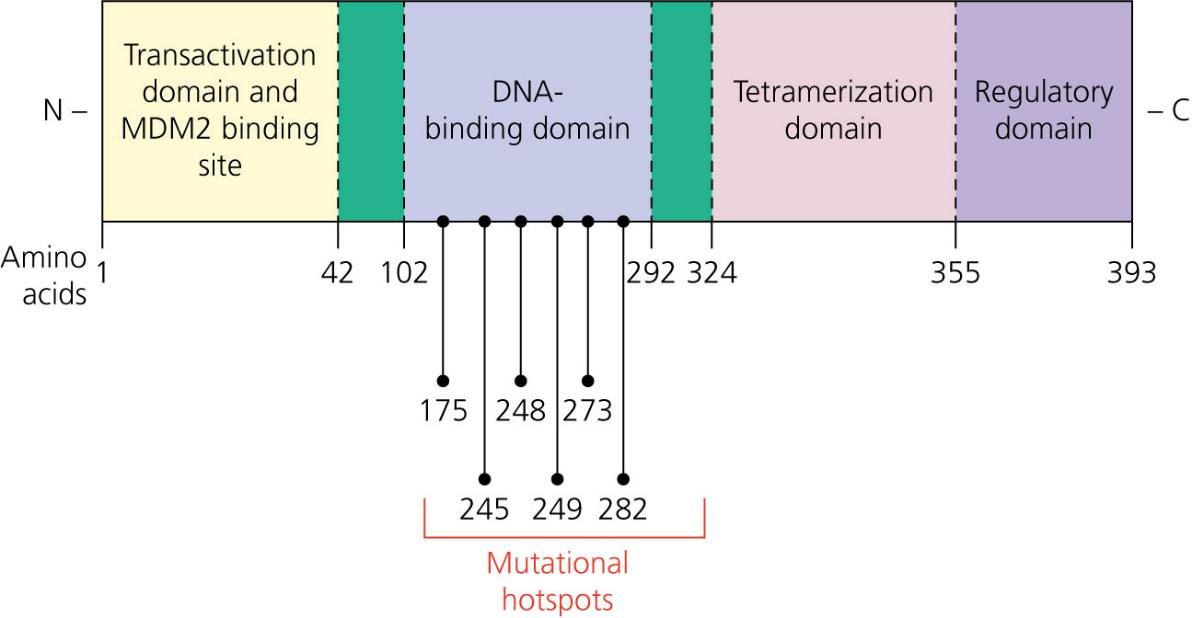 Transactivation
domain and
MDM2 binding
site
DNA-
binding domain
Tetramerization
domain
Regulatory
domain
N –
– C
Amino
acids
1
42
102
292
324
355
393
175
248
273
245
249
282
Mutational
hotspots